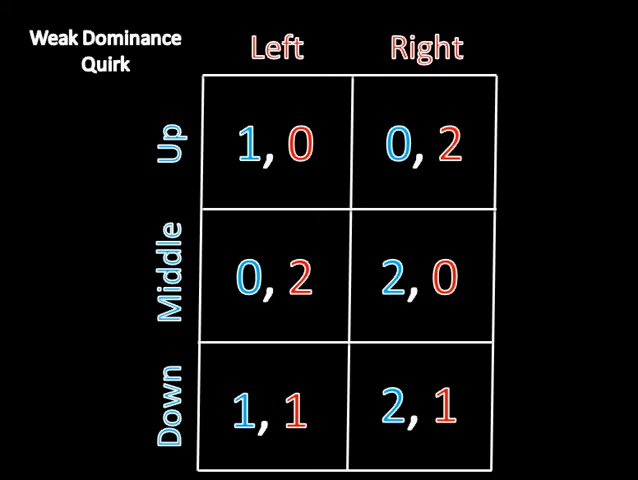 Weak Dominance
Quirk
Left Right
Up 1, 0 0, 2
Middle 0, 2 2, 0
Down 1, 1 2, 1